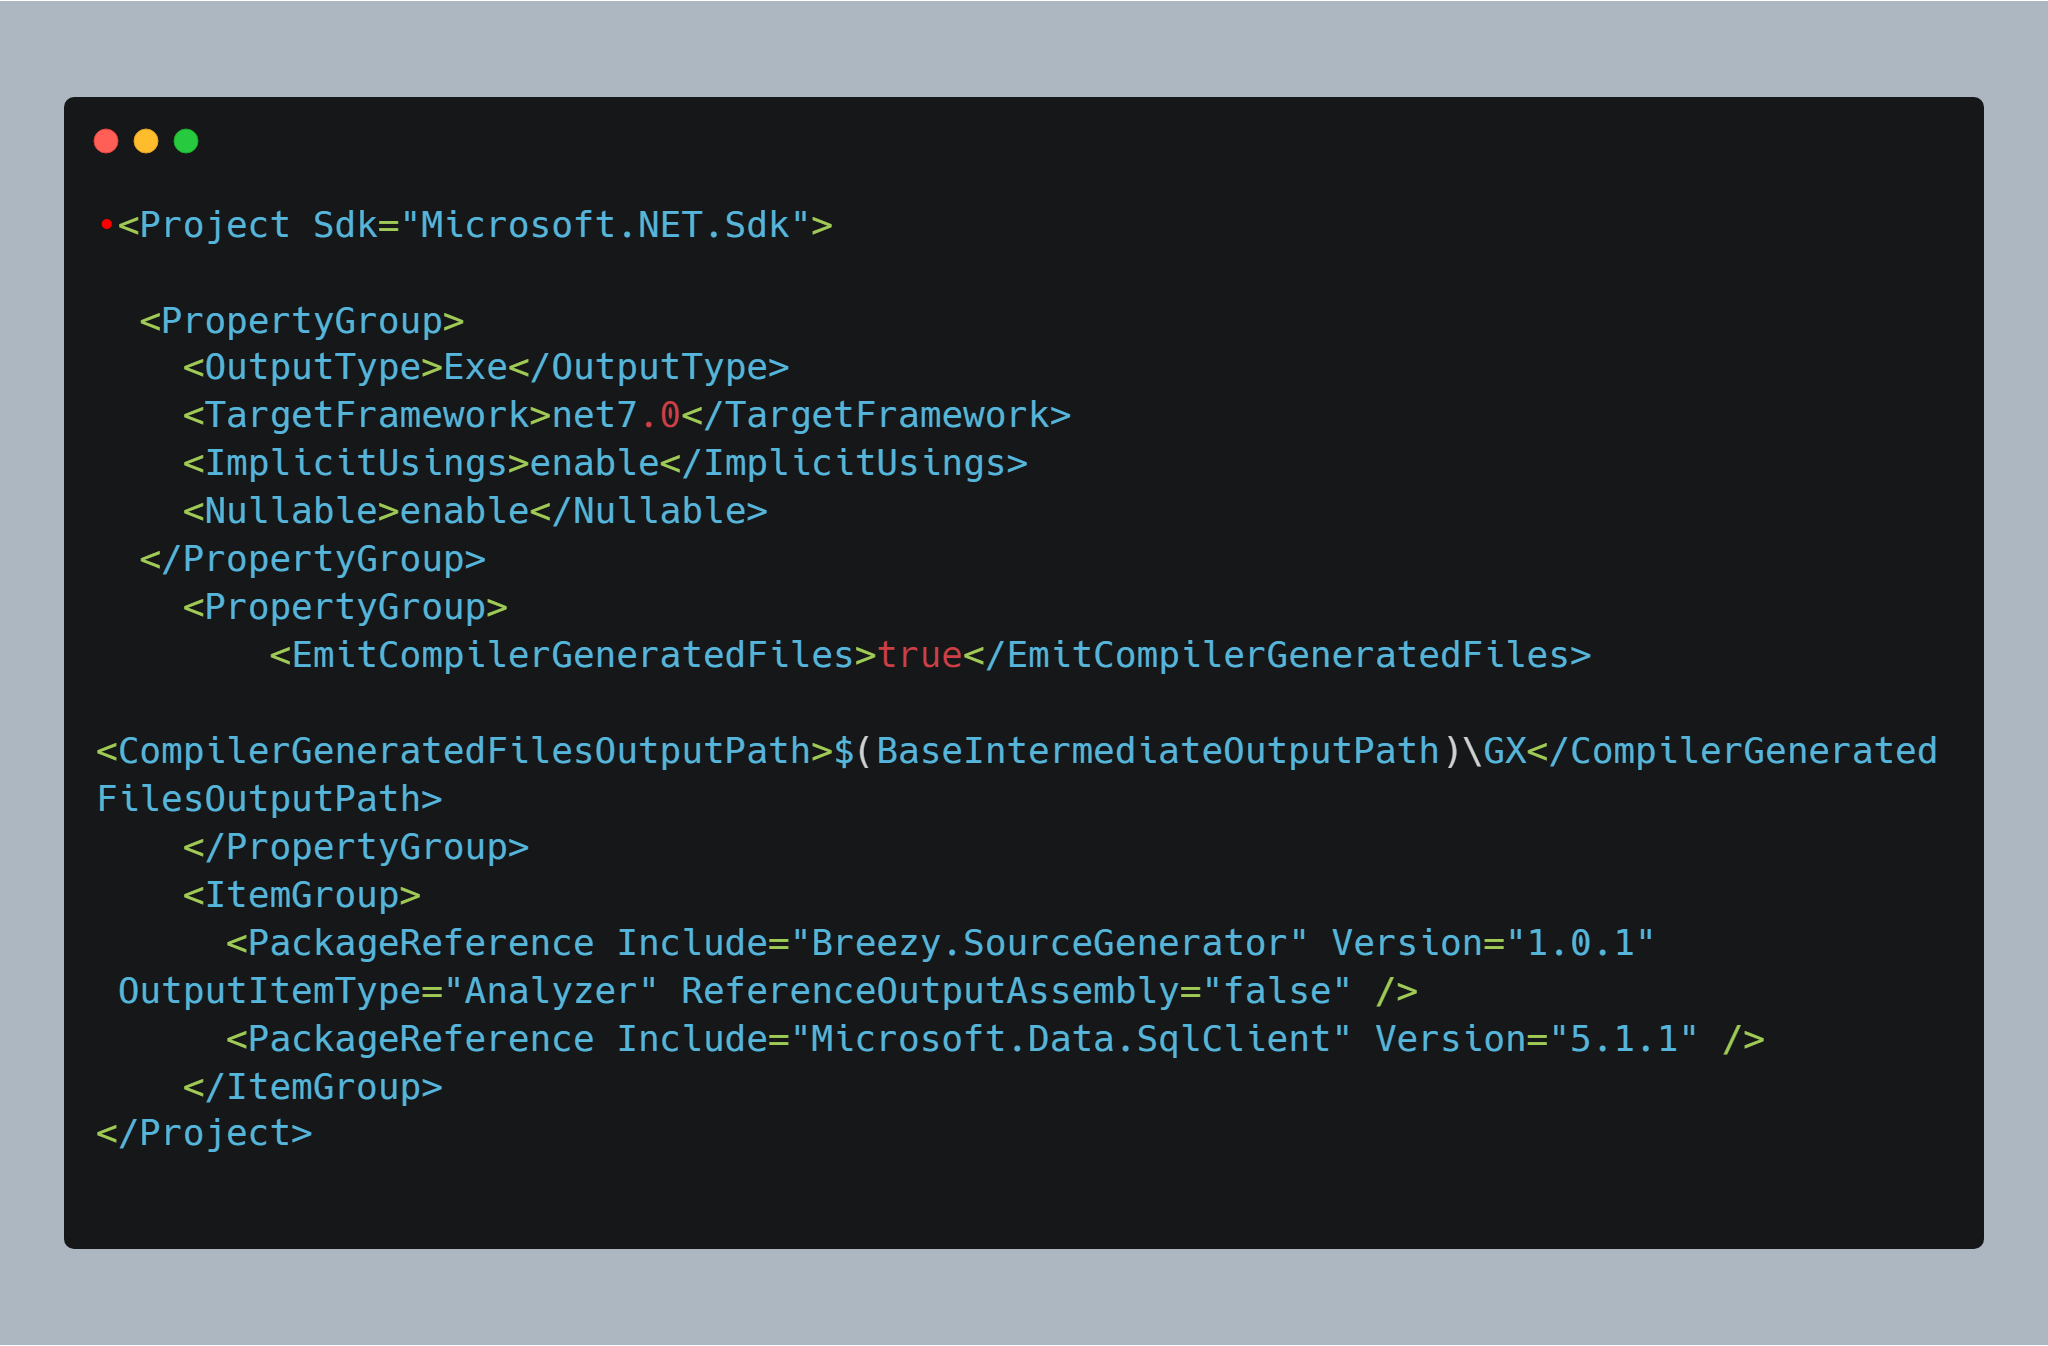 •<Project Sdk="Microsoft.NET.Sdk">

  <PropertyGroup>
    <OutputType>Exe</OutputType>
    <TargetFramework>net7.0</TargetFramework>
    <ImplicitUsings>enable</ImplicitUsings>
    <Nullable>enable</Nullable>
  </PropertyGroup>
    <PropertyGroup>
        <EmitCompilerGeneratedFiles>true</EmitCompilerGeneratedFiles>

<CompilerGeneratedFilesOutputPath>$(BaseIntermediateOutputPath)\GX</CompilerGenerated
FilesOutputPath>
    </PropertyGroup>
    <ItemGroup>
      <PackageReference Include="Breezy.SourceGenerator" Version="1.0.1"
 OutputItemType="Analyzer" ReferenceOutputAssembly="false" />
      <PackageReference Include="Microsoft.Data.SqlClient" Version="5.1.1" />
    </ItemGroup>
</Project>